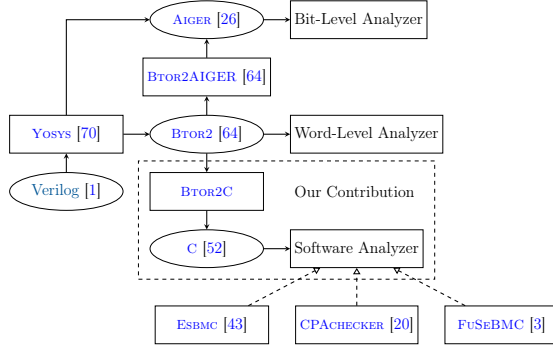 AIGER [26]
Bit-Level Analyzer
BTOR2AIGER [64]
YOSYS [70]
BTOR2 [64]
Word-Level Analyzer
Verilog [1]
BTOR2C
Our Contribution
C [52]
Software Analyzer
ESBMC [43]
CPACHECKER [20]
FUSEBMC [3]